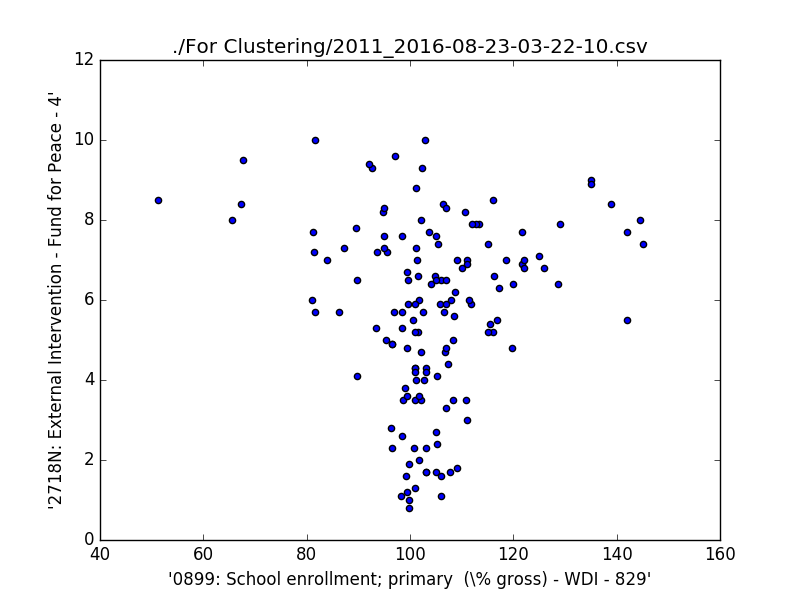 ./For Clustering/2011_2016-08-23-03-22-10.csv
12
10
8
6
4
2
0
'2718N: External Intervention - Fund for Peace - 4'
40 60 80 100 120 140 160
'0899: School enrollment; primary  (\% gross) - WDI - 829'